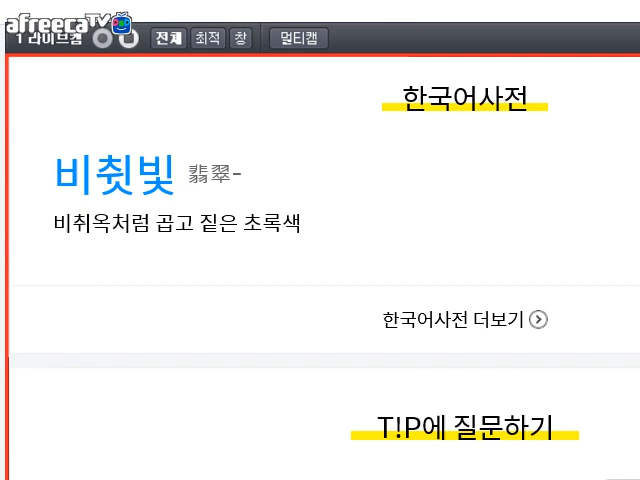 afreecaTV
1 라이브캠 전체 최적 창 멀티캠
한국어사전
비췻빛 翡翠-
비취옥처럼 곱고 짙은 초록색
한국어사전 더보기
T!P에 질문하기